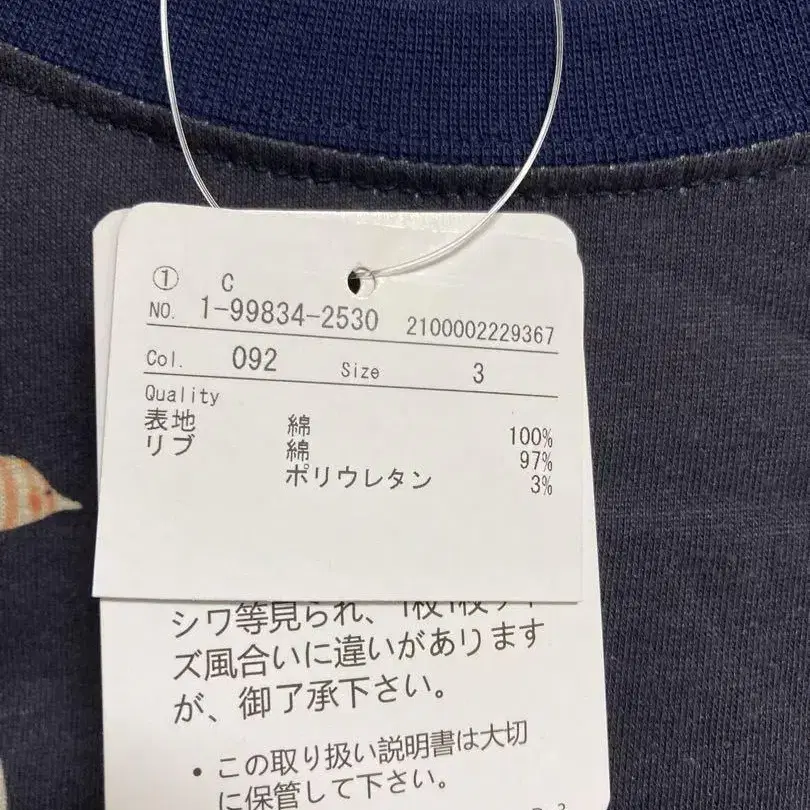 ① C
NO. 1-99834-2530 2100002229367
Col. 092 Size 3
Quality
表地 綿 100%
リブ 綿 97%
ポリウレタン 3%
シワ等見られ、1枚1枚サイ
ズ風合いに違いがあります
が、御了承下さい。
• この取り扱い説明書は大切
に保管して下さい。